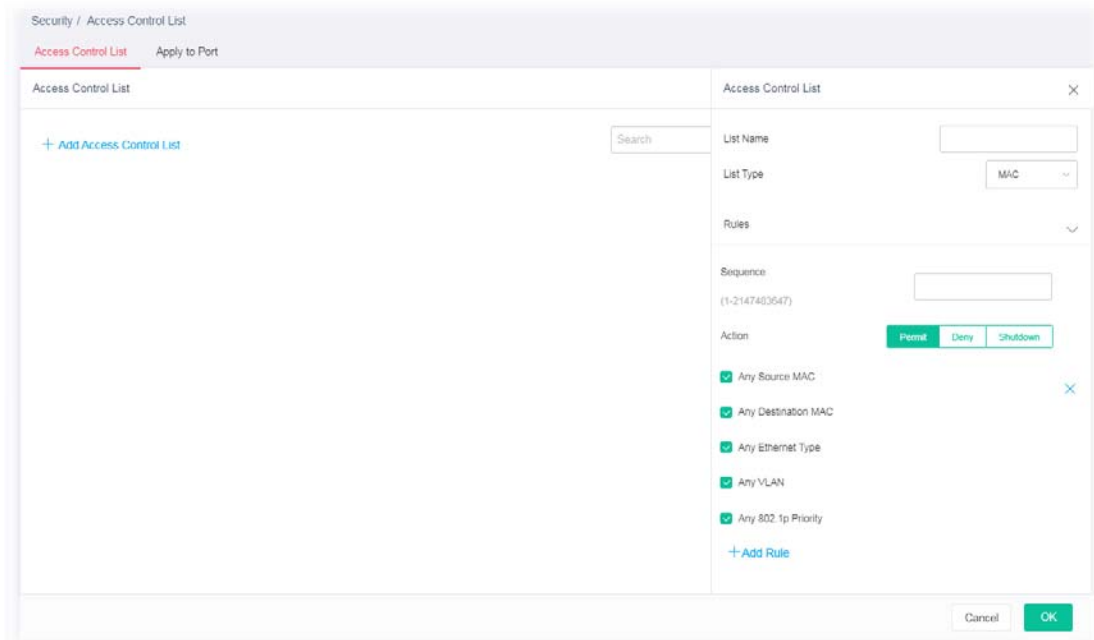 Security / Access Control List
Access Control List Apply to Port
Access Control List
+ Add Access Control List
Search
Access Control List
List Name
List Type MAC
Rules
Sequence
(1-2147483647)
Action Permit Deny Shutdown
Any Source MAC
Any Destination MAC
Any Ethernet Type
Any VLAN
Any 802.1p Priority
+ Add Rule
Cancel OK